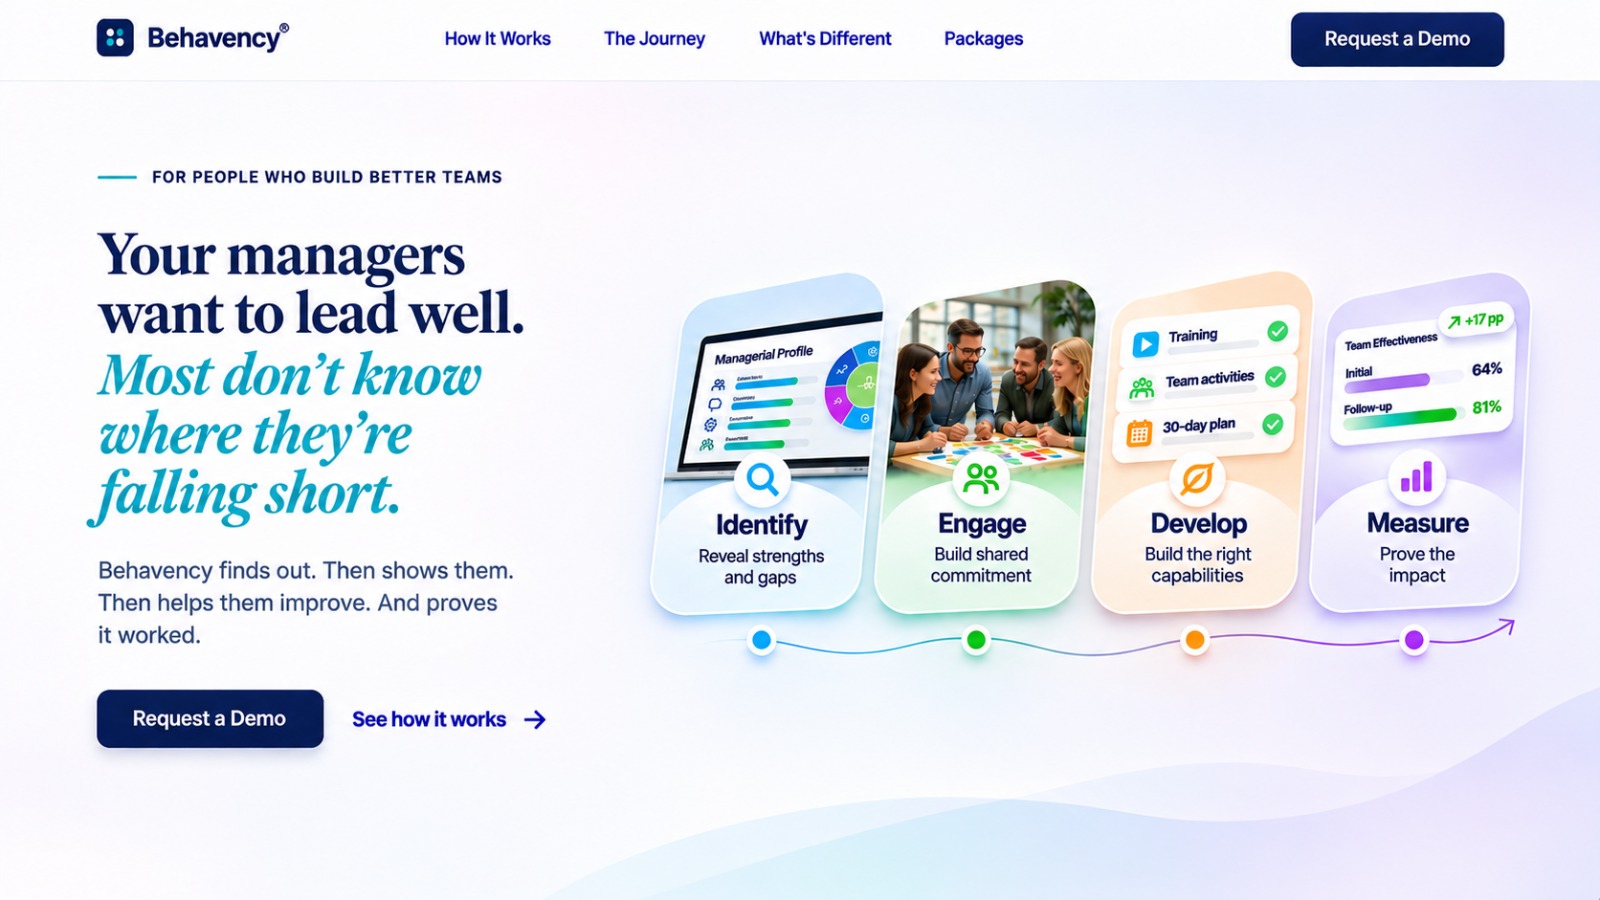 Behavency®
How It Works
The Journey
What's Different
Packages
Request a Demo
FOR PEOPLE WHO BUILD BETTER TEAMS
Your managers
want to lead well.
Most don't know
where they're
falling short.
Behavency finds out. Then shows them.
Then helps them improve. And proves
it worked.
Request a Demo
See how it works
Managerial Profile
Identify
Reveal strengths
and gaps
Engage
Build shared
commitment
Training
Team activities
30-day plan
Develop
Build the right
capabilities
+17 pp
Team Effectiveness
Initial
64%
Follow-up
81%
Measure
Prove the
impact